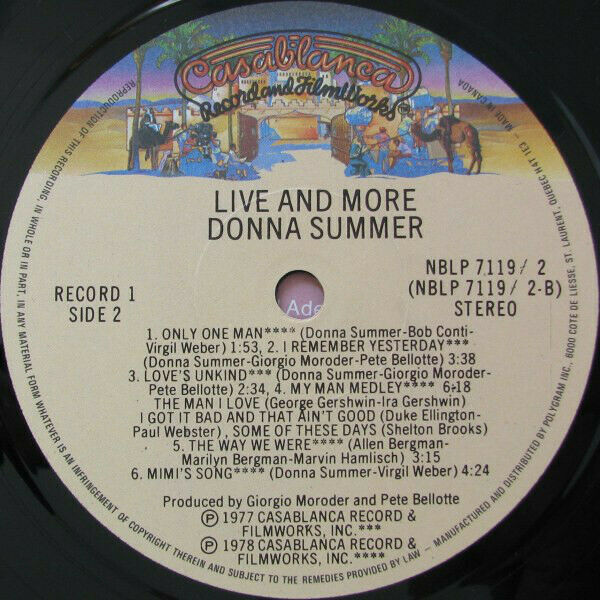 Casablanca
Record and FilmWorks
LIVE AND MORE
DONNA SUMMER
RECORD 1
SIDE 2
NBLP 7119/ 2
(NBLP 7119/ 2-B)
STEREO
Ade
1. ONLY ONE MAN**** (Donna Summer-Bob Conti-
Virgil Weber) 1:53, 2. I REMEMBER YESTERDAY***
(Donna Summer-Giorgio Moroder-Pete Bellotte) 3:38
3. LOVE'S UNKIND*** (Donna Summer-Giorgio Moroder-
Pete Bellotte) 2:34, 4. MY MAN MEDLEY**** 6:18
THE MAN I LOVE (George Gershwin-Ira Gershwin)
I GOT IT BAD AND THAT AIN'T GOOD (Duke Ellington-
Paul Webster) , SOME OF THESE DAYS (Shelton Brooks)
5. THE WAY WE WERE**** (Allen Bergman-
Marilyn Bergman-Marvin Hamlisch) 3:15
6. MIMI'S SONG**** (Donna Summer-Virgil Weber) 4:24
Produced by Giorgio Moroder and Pete Bellotte
℗ 1977 CASABLANCA RECORD &
FILMWORKS, INC. ***
℗ 1978 CASABLANCA RECORD &
FILMWORKS, INC. ****
REPRODUCTION OF THIS RECORDING, IN WHOLE OR IN PART, IN ANY MATERIAL FORM WHATEVER IS AN INFRINGEMENT OF COPYRIGHT THEREIN AND SUBJECT TO THE REMEDIES PROVIDED BY LAW – MANUFACTURED AND DISTRIBUTED BY POLYGRAM INC., 6000 COTE DE LIESSE, ST. LAURENT, QUEBEC H4T 1E3 – MADE IN CANADA